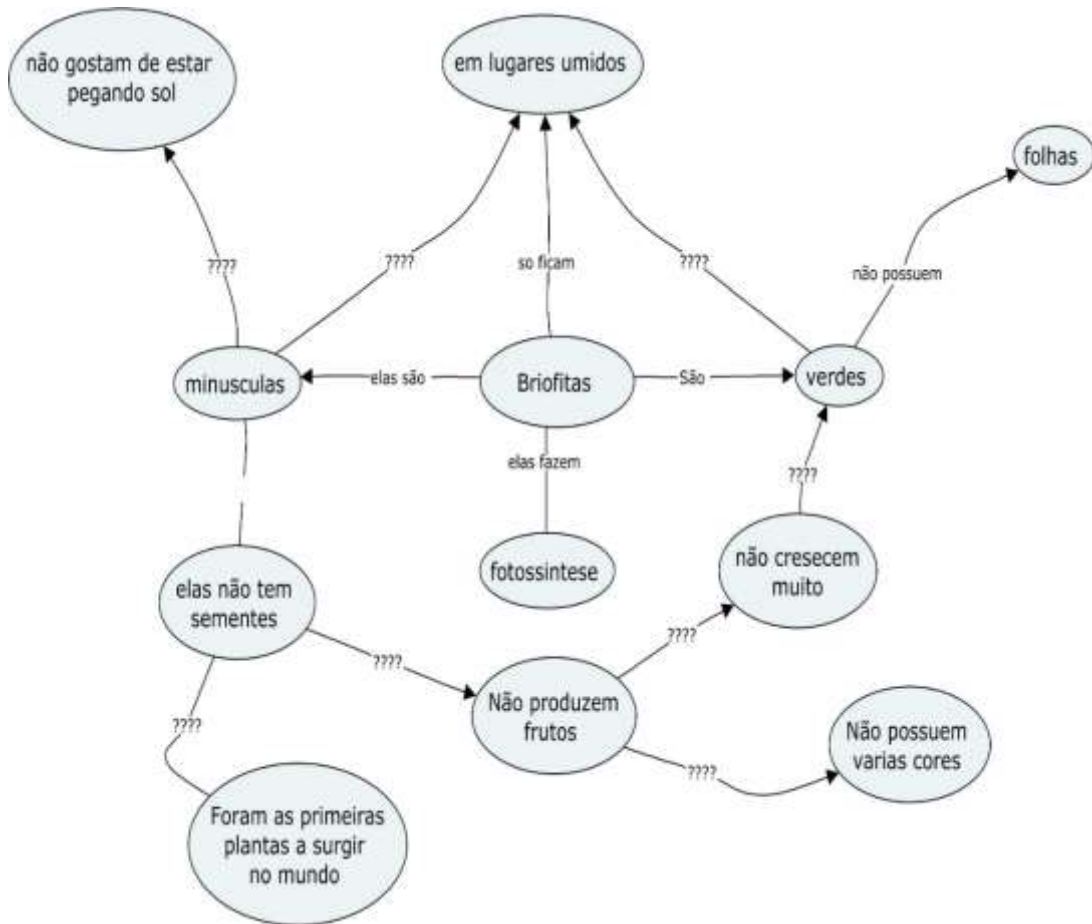 não gostam de estar
pegando sol
em lugares umidos
folhas
????
????
so ficam
????
não possuem
minusculas
elas são
Briofitas
São
verdes
elas fazem
????
elas não tem
sementes
fotossintese
não cresecem
muito
????
????
Não produzem
frutos
????
????
Não possuem
varias cores
Foram as primeiras
plantas a surgir
no mundo